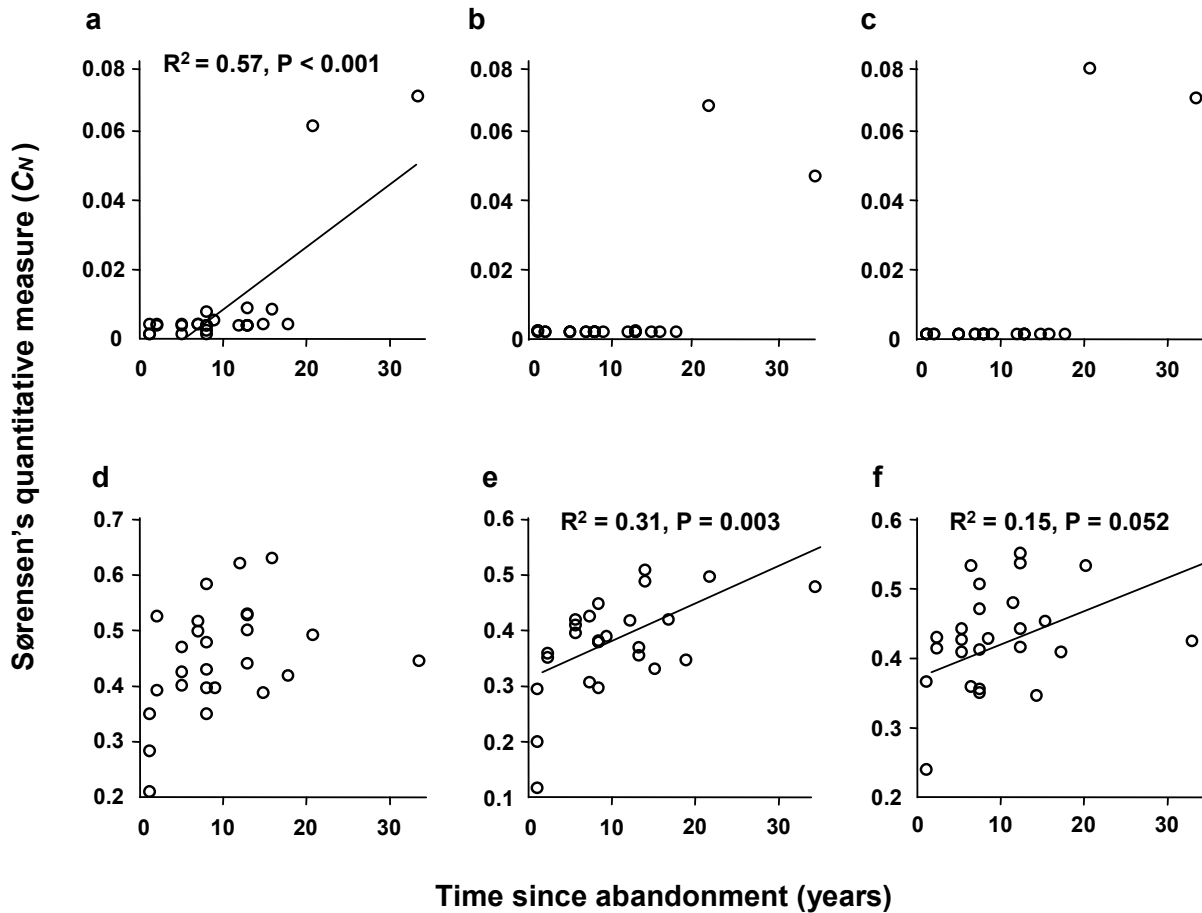 a
R² = 0.57, P < 0.001
0.08
0.06
0.04
0.02
0
0 10 20 30
b
0.08
0.06
0.04
0.02
0
0 10 20 30
c
0.08
0.06
0.04
0.02
0
0 10 20 30
Sørensen's quantitative measure (CN)
d
0.7
0.6
0.5
0.4
0.3
0.2
0 10 20 30
e
R² = 0.31, P = 0.003
0.6
0.5
0.4
0.3
0.2
0.1
0 10 20 30
f
R² = 0.15, P = 0.052
0.6
0.5
0.4
0.3
0.2
0 10 20 30
Time since abandonment (years)